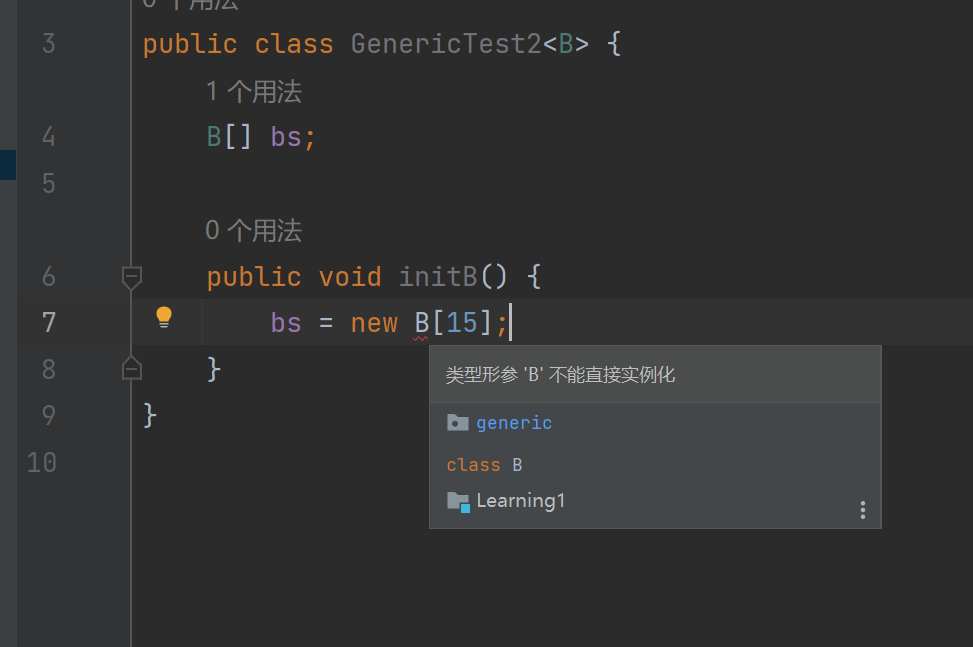 0 个用法
3 public class GenericTest2<B> {
1 个用法
4 B[] bs;
5
0 个用法
6 public void initB() {
7 bs = new B[15];
类型形参 'B' 不能直接实例化
generic
class B
Learning1
8 }
9 }
10